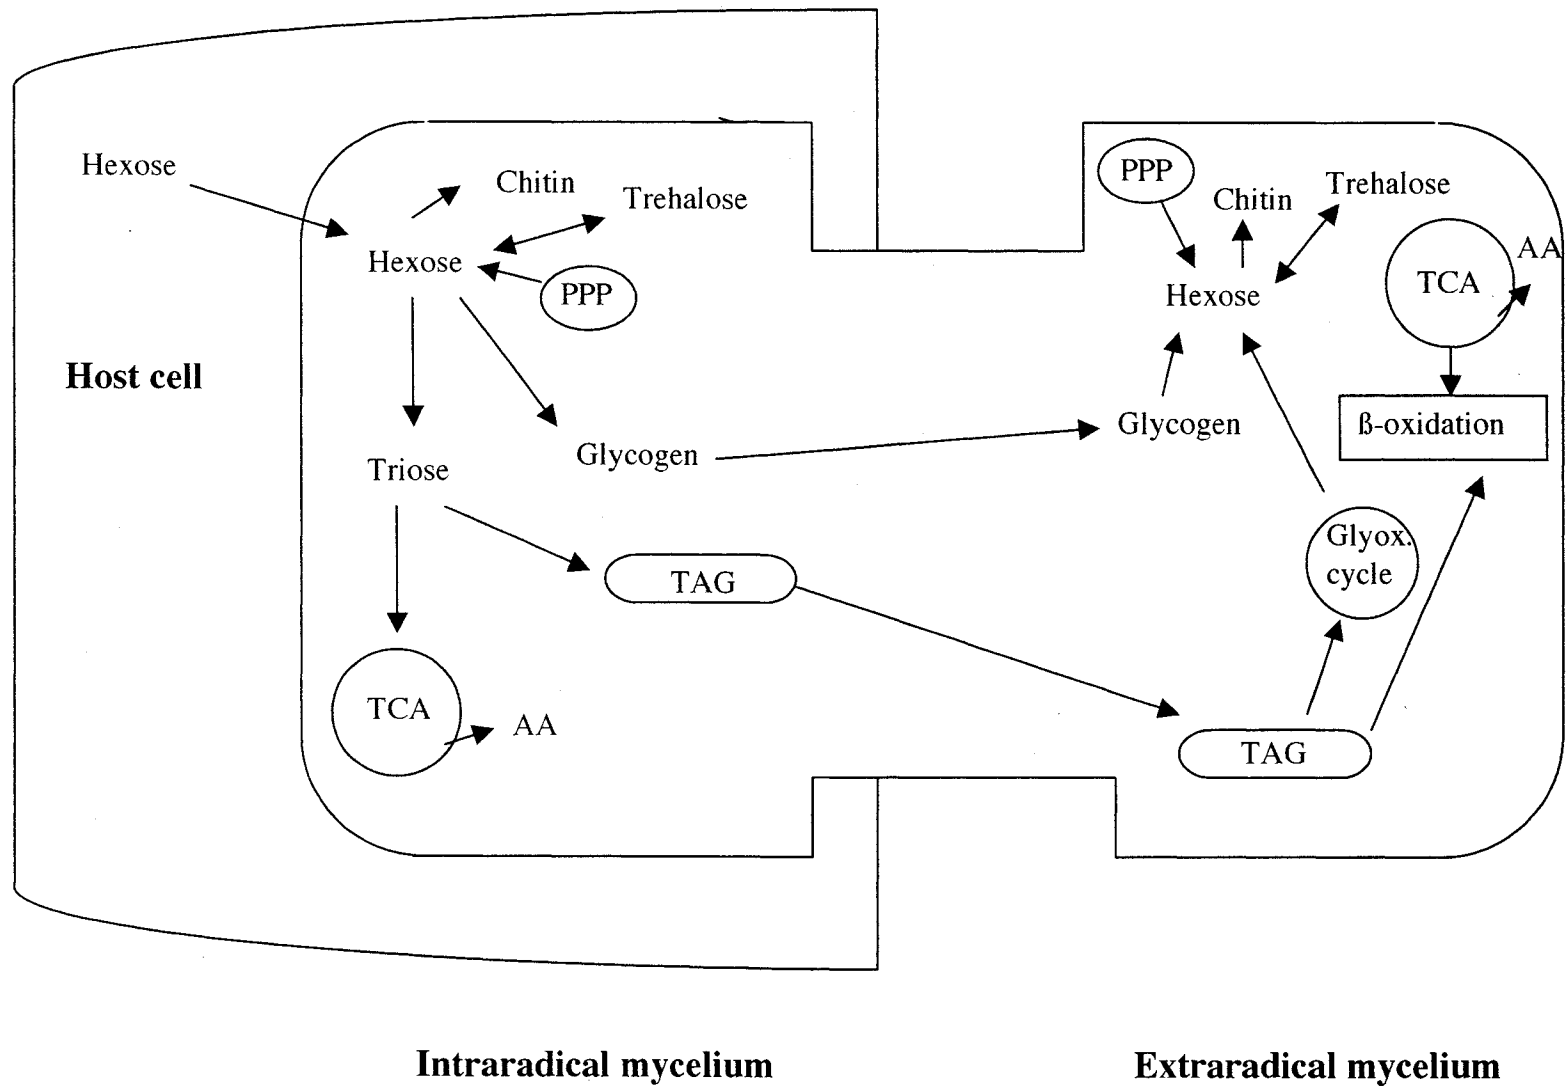 Hexose
Chitin
Trehalose
Hexose
PPP
Host cell
Triose
Glycogen
TAG
TCA
AA
PPP
Chitin
Trehalose
AA
TCA
Hexose
Glycogen
ß-oxidation
Glyox.
cycle
TAG
Intraradical mycelium
Extraradical mycelium